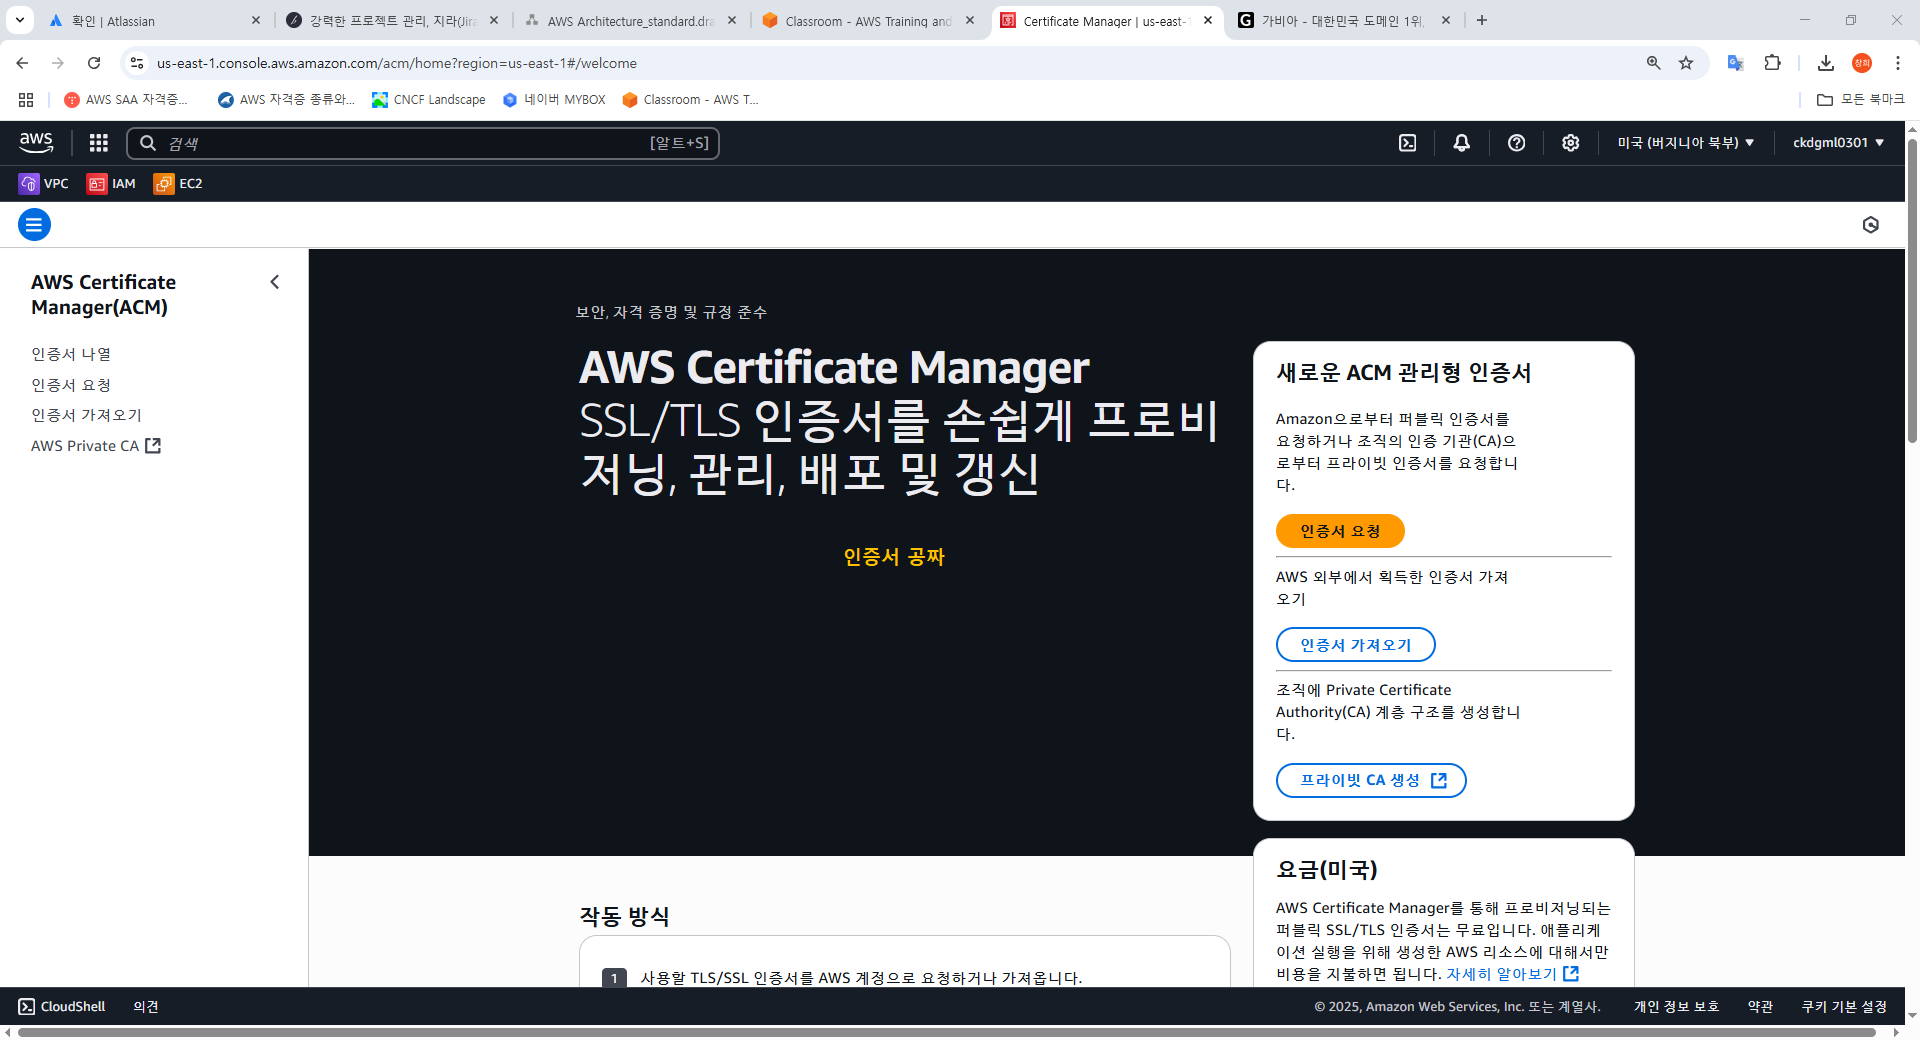 확인 | Atlassian
강력한 프로젝트 관리, 지라(Jira
AWS Architecture_standard.dra
Classroom - AWS Training and
Certificate Manager | us-east-1
가비아 - 대한민국 도메인 1위,
us-east-1.console.aws.amazon.com/acm/home?region=us-east-1#/welcome
창희
AWS SAA 자격증...
AWS 자격증 종류와...
CNCF Landscape
네이버 MYBOX
Classroom - AWS T...
모든 북마크
aws
검색
[알트+S]
미국 (버지니아 북부)
ckdgml0301
VPC
IAM
EC2
AWS Certificate
Manager(ACM)
인증서 나열
인증서 요청
인증서 가져오기
AWS Private CA
보안, 자격 증명 및 규정 준수
AWS Certificate Manager
SSL/TLS 인증서를 손쉽게 프로비
저닝, 관리, 배포 및 갱신
인증서 공짜
새로운 ACM 관리형 인증서
Amazon으로부터 퍼블릭 인증서를
요청하거나 조직의 인증 기관(CA)으
로부터 프라이빗 인증서를 요청합니
다.
인증서 요청
AWS 외부에서 획득한 인증서 가져
오기
인증서 가져오기
조직에 Private Certificate
Authority(CA) 계층 구조를 생성합니
다.
프라이빗 CA 생성
요금(미국)
AWS Certificate Manager를 통해 프로비저닝되는
퍼블릭 SSL/TLS 인증서는 무료입니다. 애플리케
이션 실행을 위해 생성한 AWS 리소스에 대해서만
비용을 지불하면 됩니다. 자세히 알아보기
작동 방식
1 사용할 TLS/SSL 인증서를 AWS 계정으로 요청하거나 가져옵니다.
CloudShell
의견
© 2025, Amazon Web Services, Inc. 또는 계열사.
개인 정보 보호
약관
쿠키 기본 설정